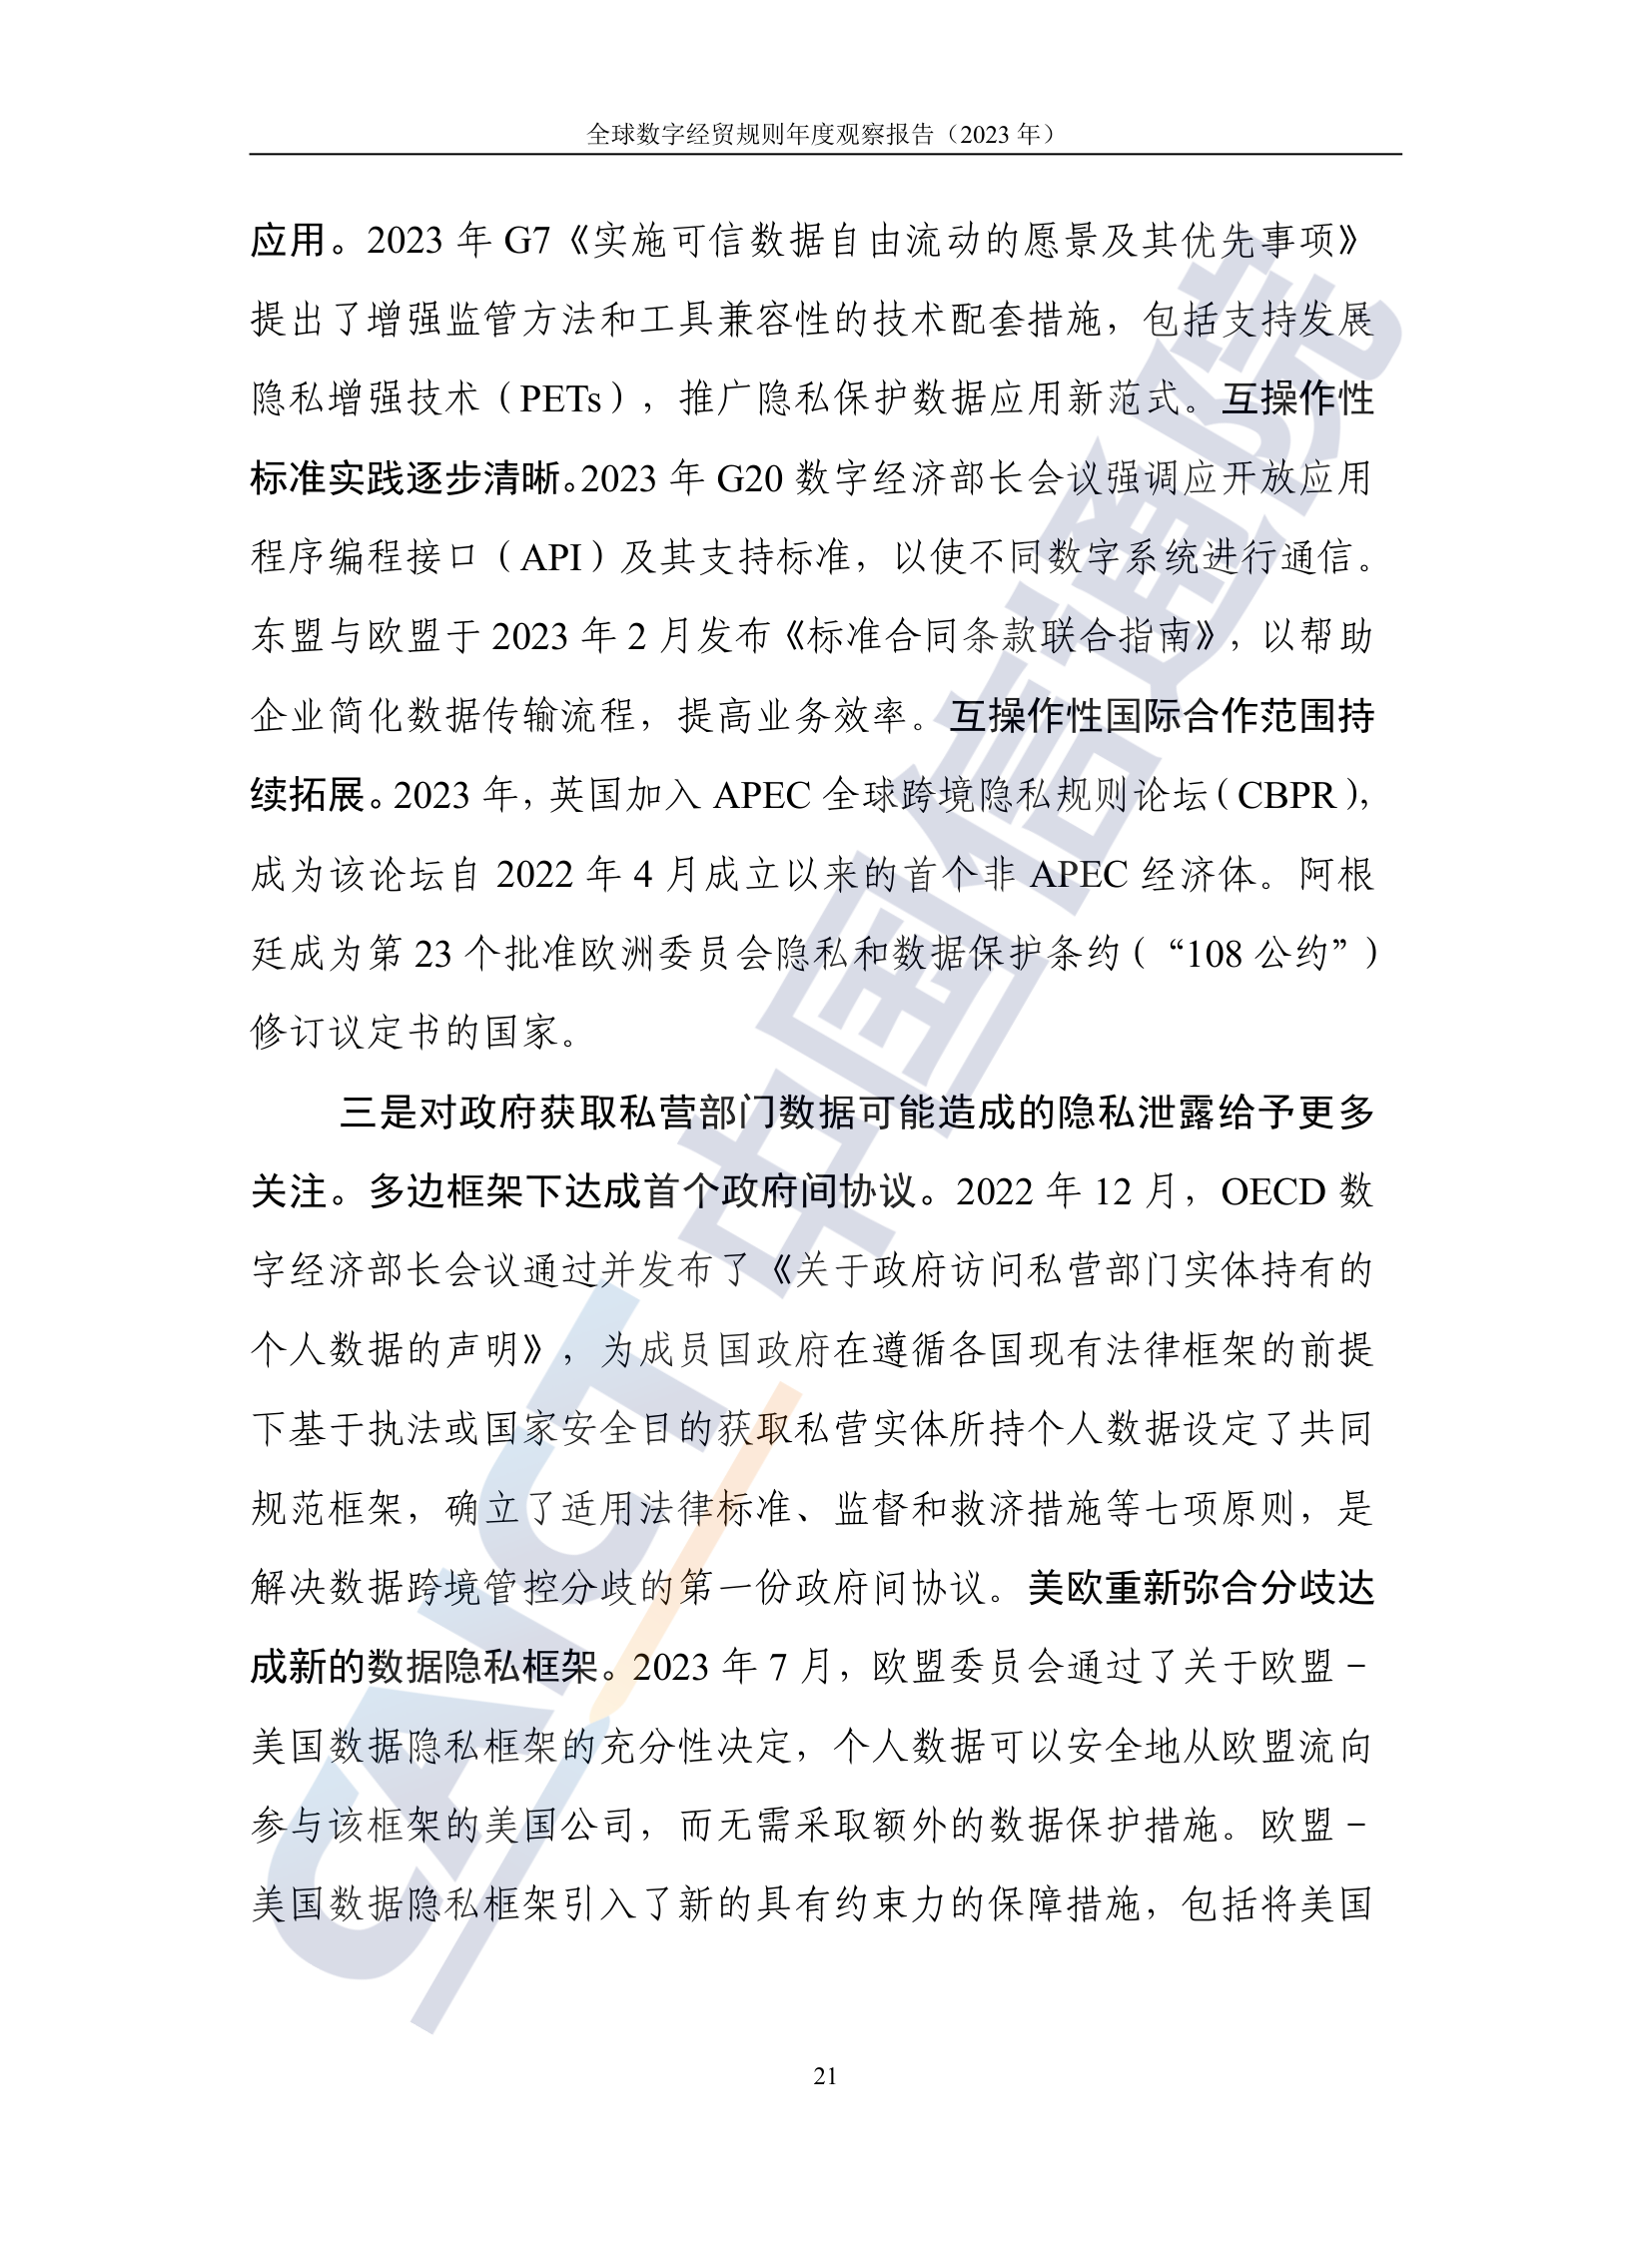 全球数字经贸规则年度观察报告（2023 年）
应用。2023 年 G7《实施可信数据自由流动的愿景及其优先事项》
提出了增强监管方法和工具兼容性的技术配套措施，包括支持发展
隐私增强技术（PETs），推广隐私保护数据应用新范式。互操作性
标准实践逐步清晰。2023 年 G20 数字经济部长会议强调应开放应用
程序编程接口（API）及其支持标准，以使不同数字系统进行通信。
东盟与欧盟于 2023 年 2 月发布《标准合同条款联合指南》，以帮助
企业简化数据传输流程，提高业务效率。互操作性国际合作范围持
续拓展。2023 年，英国加入 APEC 全球跨境隐私规则论坛（CBPR），
成为该论坛自 2022 年 4 月成立以来的首个非 APEC 经济体。阿根
廷成为第 23 个批准欧洲委员会隐私和数据保护条约（“108 公约”）
修订议定书的国家。
三是对政府获取私营部门数据可能造成的隐私泄露给予更多
关注。多边框架下达成首个政府间协议。2022 年 12 月，OECD 数
字经济部长会议通过并发布了《关于政府访问私营部门实体持有的
个人数据的声明》，为成员国政府在遵循各国现有法律框架的前提
下基于执法或国家安全目的获取私营实体所持个人数据设定了共同
规范框架，确立了适用法律标准、监督和救济措施等七项原则，是
解决数据跨境管控分歧的第一份政府间协议。美欧重新弥合分歧达
成新的数据隐私框架。2023 年 7 月，欧盟委员会通过了关于欧盟－
美国数据隐私框架的充分性决定，个人数据可以安全地从欧盟流向
参与该框架的美国公司，而无需采取额外的数据保护措施。欧盟－
美国数据隐私框架引入了新的具有约束力的保障措施，包括将美国
CAICT 中国信通院
21